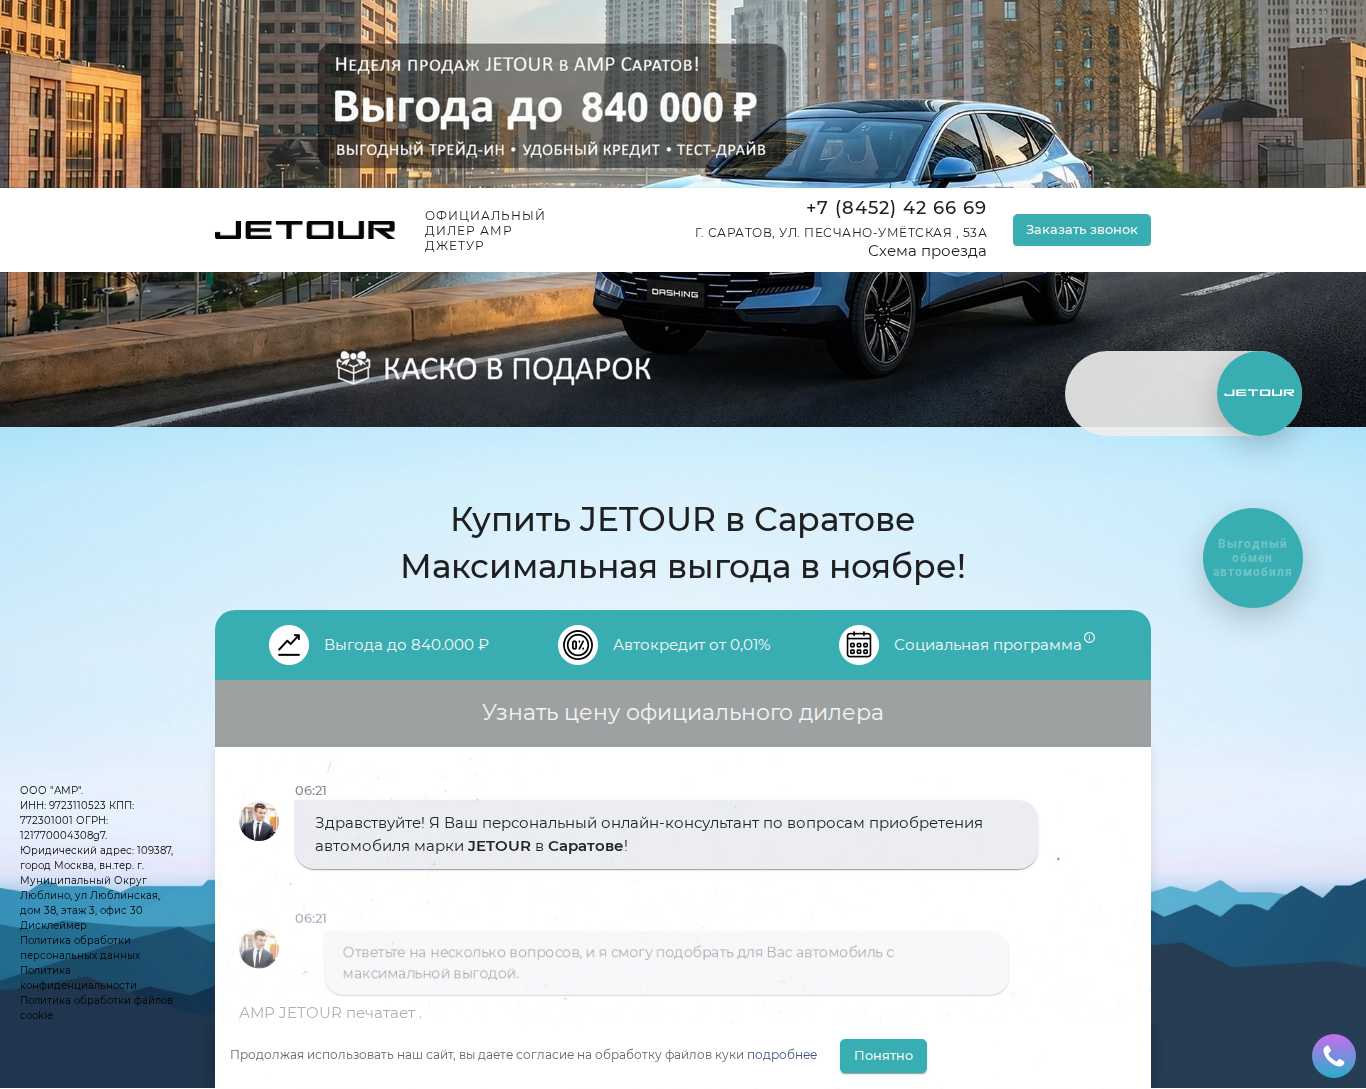 Неделя продаж JETOUR в АМР Саратов!
Выгода до 840 000 ₽
ВЫГОДНЫЙ ТРЕЙД-ИН • УДОБНЫЙ КРЕДИТ • ТЕСТ-ДРАЙВ
JETOUR
ОФИЦИАЛЬНЫЙ
ДИЛЕР АМР
ДЖЕТУР
+7 (8452) 42 66 69
Г. САРАТОВ, УЛ. ПЕСЧАНО-УМЁТСКАЯ , 53А
Схема проезда
Заказать звонок
DASHING
КАСКО В ПОДАРОК
JETOUR
Купить JETOUR в Саратове
Максимальная выгода в ноябре!
Выгодный
обмен
автомобиля
Выгода до 840.000 ₽
Автокредит от 0,01%
Социальная программа
Узнать цену официального дилера
06:21
Здравствуйте! Я Ваш персональный онлайн-консультант по вопросам приобретения
автомобиля марки JETOUR в Саратове!
06:21
Ответьте на несколько вопросов, и я смогу подобрать для Вас автомобиль с
максимальной выгодой.
АМР JETOUR печатает .
ООО "АМР".
ИНН: 9723110523 КПП:
772301001 ОГРН:
121770004308g7.
Юридический адрес: 109387,
город Москва, вн.тер. г.
Муниципальный Округ
Люблино, ул Люблинская,
дом 38, этаж 3, офис 30
Дисклеймер
Политика обработки
персональных данных
Политика
конфиденциальности
Политика обработки файлов
cookie
Продолжая использовать наш сайт, вы даете согласие на обработку файлов куки подробнее
Понятно